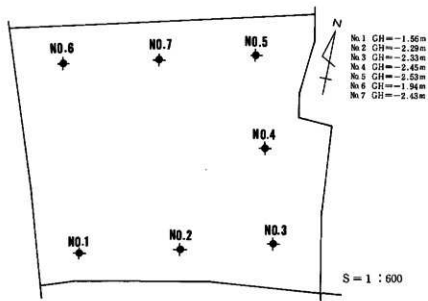 NO.6
NO.7
NO.5
N
No.1 GH=-1.56m
No.2 GH=-2.29m
No.3 GH=-2.33m
No.4 GH=-2.45m
No.5 GH=-2.53m
No.6 GH=-1.94m
No.7 GH=-2.43m
NO.4
NO.1
NO.2
NO.3
S=1:600